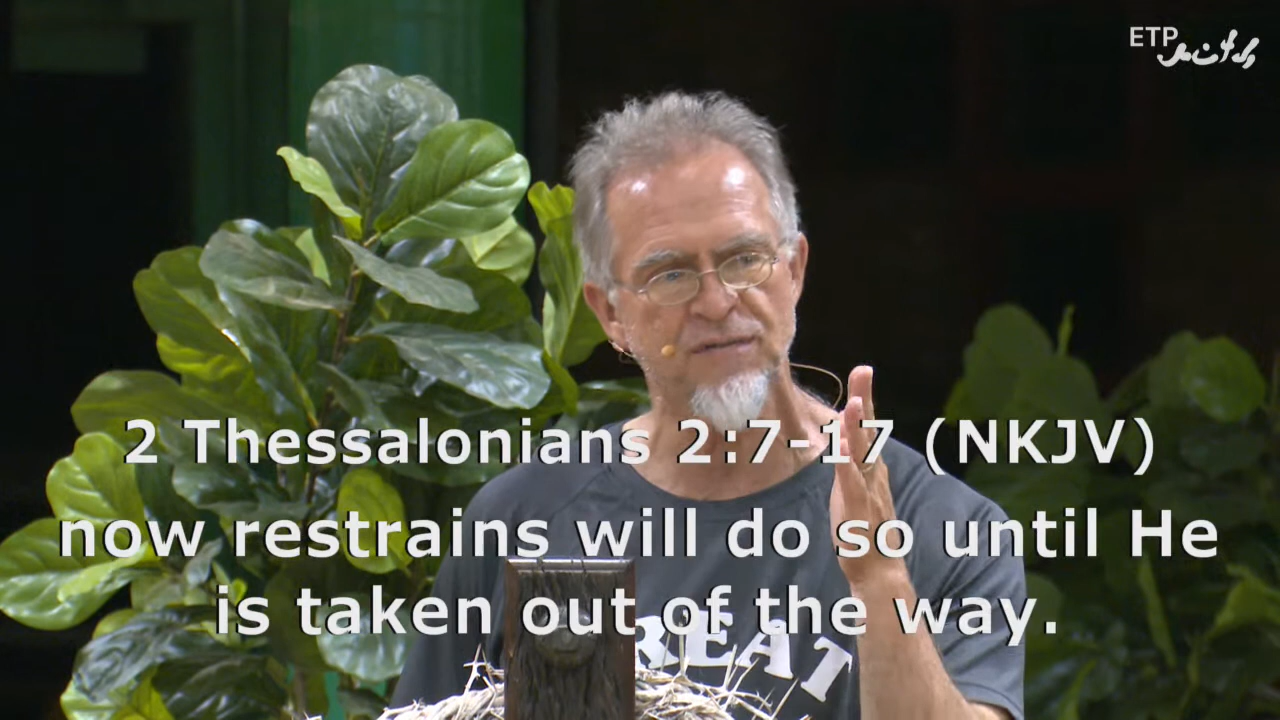 ETP
2 Thessalonians 2:7-17 (NKJV)
now restrains will do so until He
is taken out of the way.